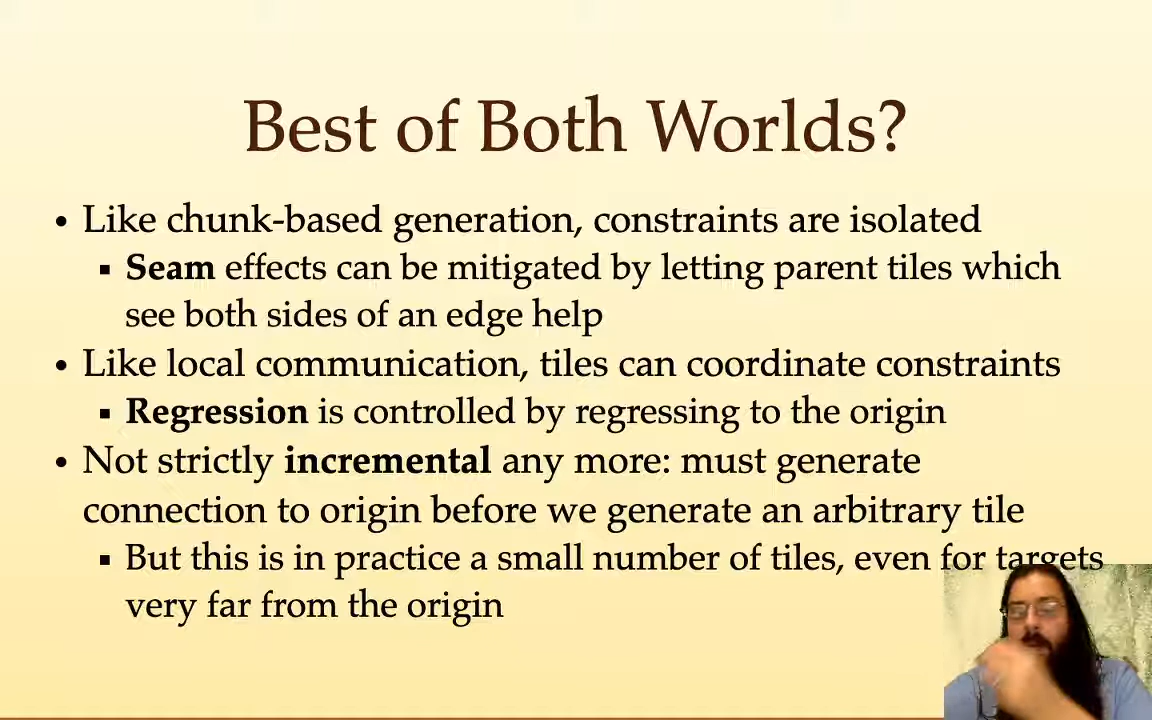 Best of Both Worlds?
• Like chunk-based generation, constraints are isolated
▪ Seam effects can be mitigated by letting parent tiles which
see both sides of an edge help
• Like local communication, tiles can coordinate constraints
▪ Regression is controlled by regressing to the origin
• Not strictly incremental any more: must generate
connection to origin before we generate an arbitrary tile
▪ But this is in practice a small number of tiles, even for targets
very far from the origin